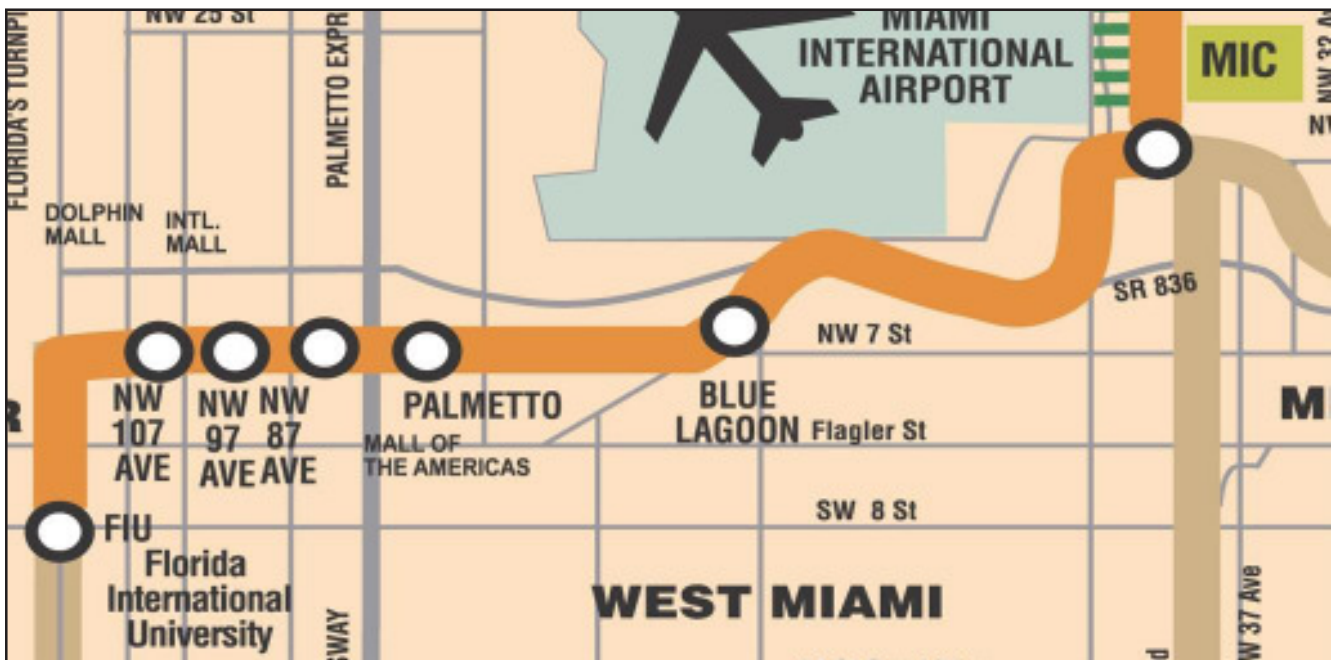 NW 25 St
FLORIDA'S TURNPI
PALMETTO EXPR
MIAMI
INTERNATIONAL
AIRPORT
MIC
NW 32 A
DOLPHIN
MALL
INTL.
MALL
SR 836
NW 7 St
NW
107
AVE
NW
97
AVE
NW
87
AVE
PALMETTO
MALL OF
THE AMERICAS
BLUE
LAGOON
Flagler St
M
R
SW 8 St
FIU
Florida
International
University
WEST MIAMI
SWAY
W 37 Ave